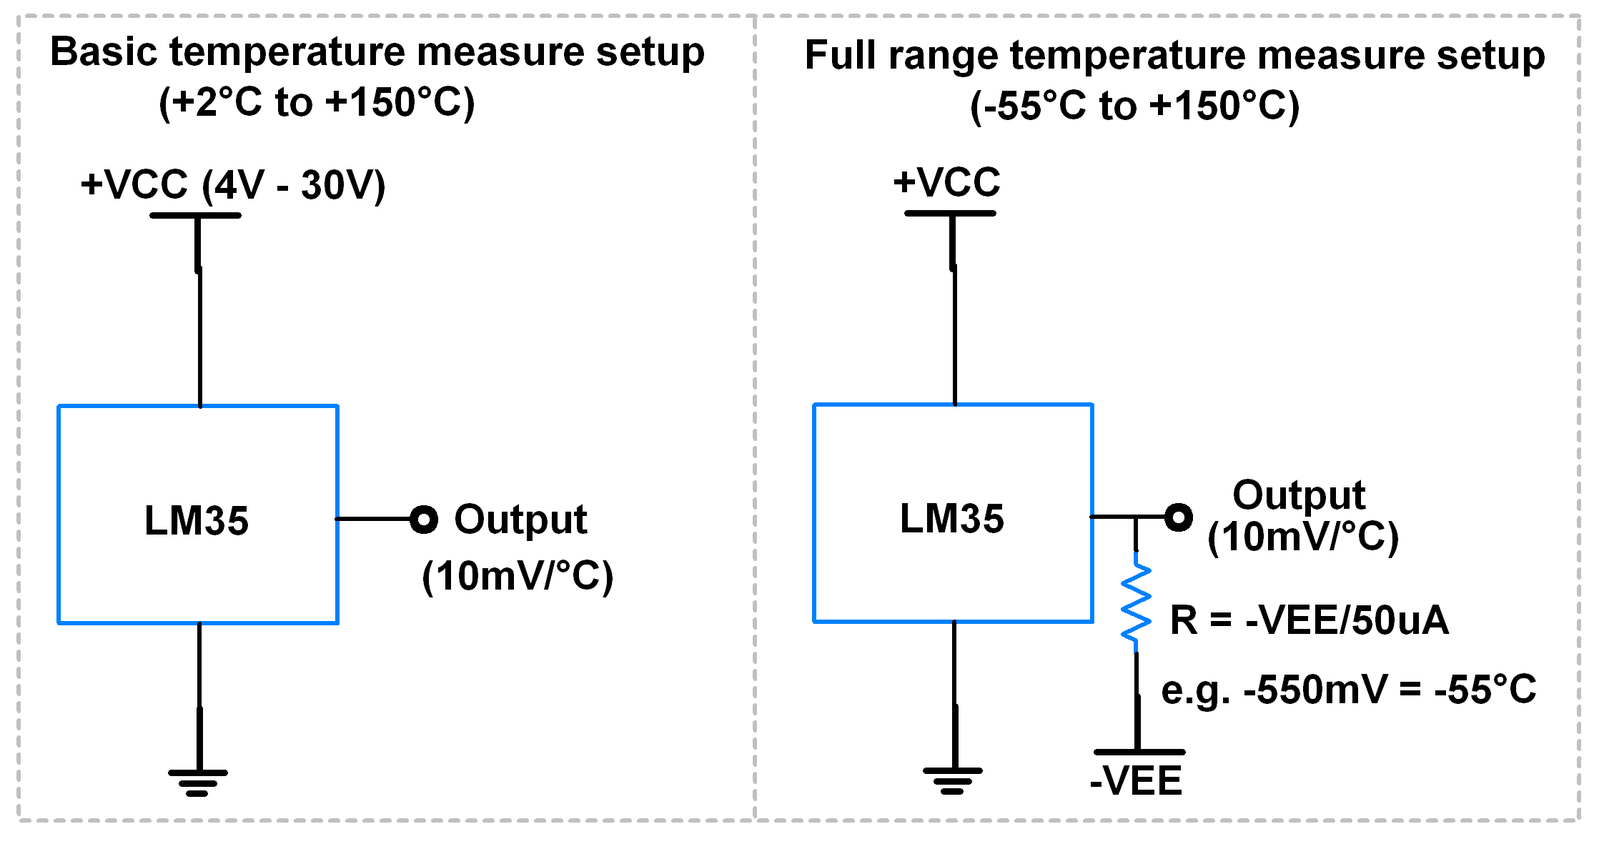 Basic temperature measure setup
(+2°C to +150°C)
+VCC (4V - 30V)
LM35
Output
(10mV/°C)
Full range temperature measure setup
(-55°C to +150°C)
+VCC
LM35
Output
(10mV/°C)
R = -VEE/50uA
e.g. -550mV = -55°C
-VEE